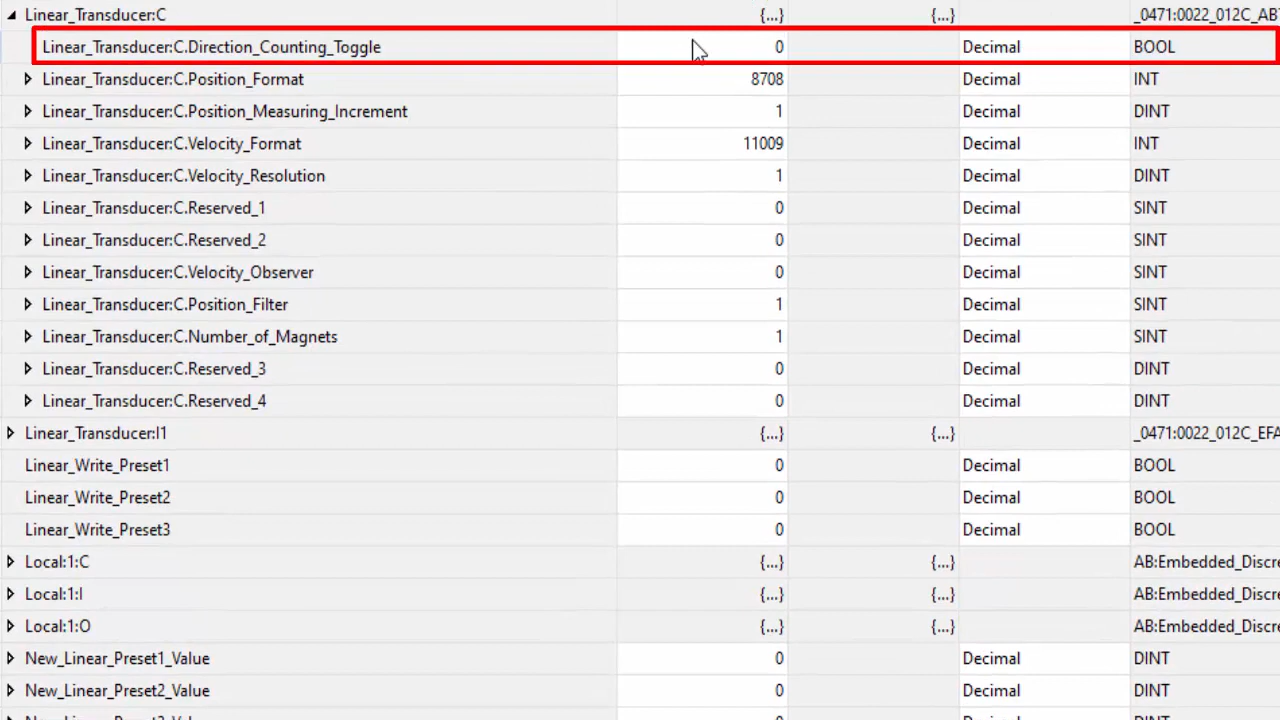 Linear_Transducer:C {...} {...} _0471:0022_012C_AB
Linear_Transducer:C.Direction_Counting_Toggle 0 Decimal BOOL
Linear_Transducer:C.Position_Format 8708 Decimal INT
Linear_Transducer:C.Position_Measuring_Increment 1 Decimal DINT
Linear_Transducer:C.Velocity_Format 11009 Decimal INT
Linear_Transducer:C.Velocity_Resolution 1 Decimal DINT
Linear_Transducer:C.Reserved_1 0 Decimal SINT
Linear_Transducer:C.Reserved_2 0 Decimal SINT
Linear_Transducer:C.Velocity_Observer 0 Decimal SINT
Linear_Transducer:C.Position_Filter 1 Decimal SINT
Linear_Transducer:C.Number_of_Magnets 1 Decimal SINT
Linear_Transducer:C.Reserved_3 0 Decimal DINT
Linear_Transducer:C.Reserved_4 0 Decimal DINT
Linear_Transducer:I1 {...} {...} _0471:0022_012C_EFA
Linear_Write_Preset1 0 Decimal BOOL
Linear_Write_Preset2 0 Decimal BOOL
Linear_Write_Preset3 0 Decimal BOOL
Local:1:C {...} {...} AB:Embedded_Discre
Local:1:I {...} {...} AB:Embedded_Discre
Local:1:O {...} {...} AB:Embedded_Discre
New_Linear_Preset1_Value 0 Decimal DINT
New_Linear_Preset2_Value 0 Decimal DINT